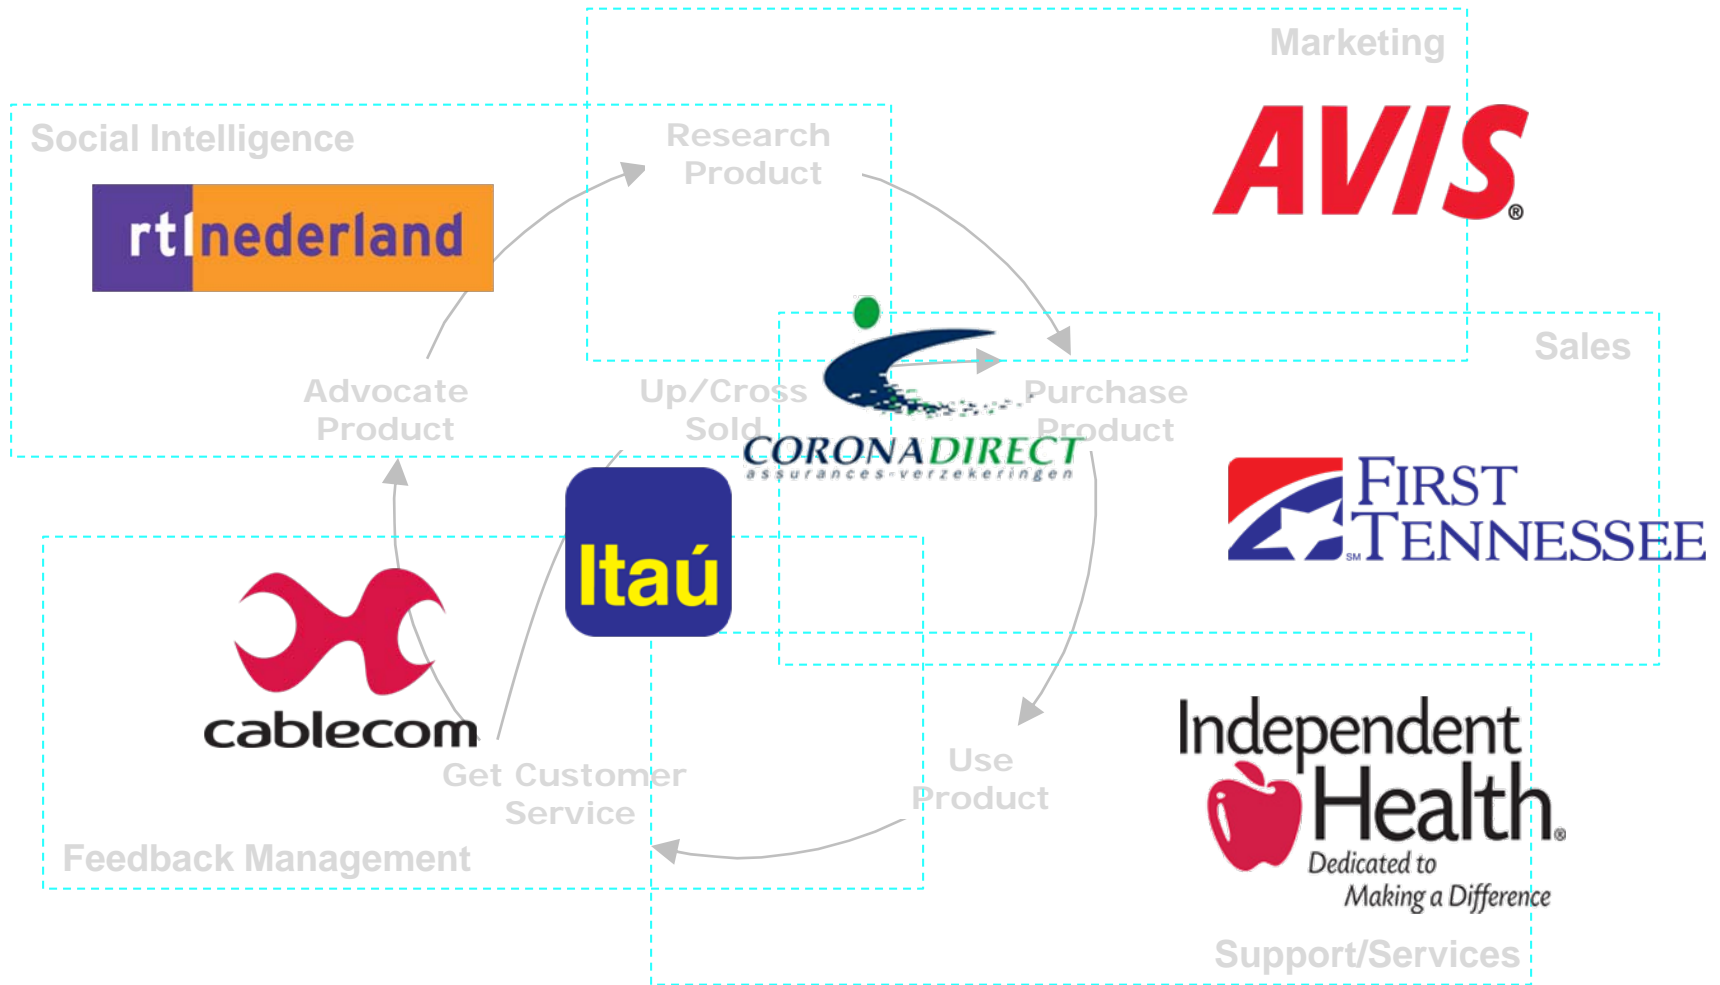 Marketing
AVIS®
Social Intelligence
Research
Product
rtlnederland
Sales
Advocate
Product
Up/Cross
Sold
Purchase
Product
CORONADIRECT
assurances-verzekeringen
FIRST
SM TENNESSEE
Itaú
cablecom
Independent
Health®
Dedicated to
Making a Difference
Get Customer
Service
Use
Product
Feedback Management
Support/Services